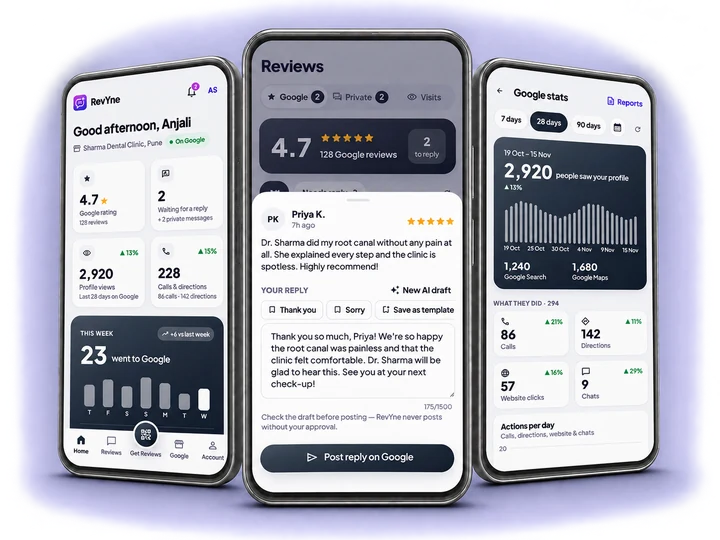 RevYne
2
AS
Good afternoon, Anjali
Sharma Dental Clinic, Pune
On Google
4.7
Google rating
128 reviews
2
Waiting for a reply
+ 2 private messages
▲13%
2,920
Profile views
Last 28 days on Google
▲15%
228
Calls & directions
86 calls · 142 directions
THIS WEEK
+6 vs last week
23 went to Google
T F S S M T W
Home
Reviews
Get Reviews
Google
Account
Reviews
Google 2
Private 2
Visits
4.7
128 Google reviews
2
to reply
PK
Priya K.
7h ago
Dr. Sharma did my root canal without any pain at
all. She explained every step and the clinic is
spotless. Highly recommend!
YOUR REPLY
New AI draft
Thank you
Sorry
Save as template
Thank you so much, Priya! We're so happy
the root canal was painless and that the
clinic felt comfortable. Dr. Sharma will be
glad to hear this. See you at your next
check-up!
175/1500
Check the draft before posting — RevYne never posts
without your approval.
Post reply on Google
Google stats
Reports
7 days
28 days
90 days
19 Oct – 15 Nov
2,920 people saw your profile
▲13%
19 Oct 25 Oct 30 Oct 4 Nov 9 Nov 15 Nov
1,240
Google Search
1,680
Google Maps
WHAT THEY DID · 294
▲21%
86
Calls
▲11%
142
Directions
▲16%
57
Website clicks
▲29%
9
Chats
Actions per day
Calls, directions, website & chats
20